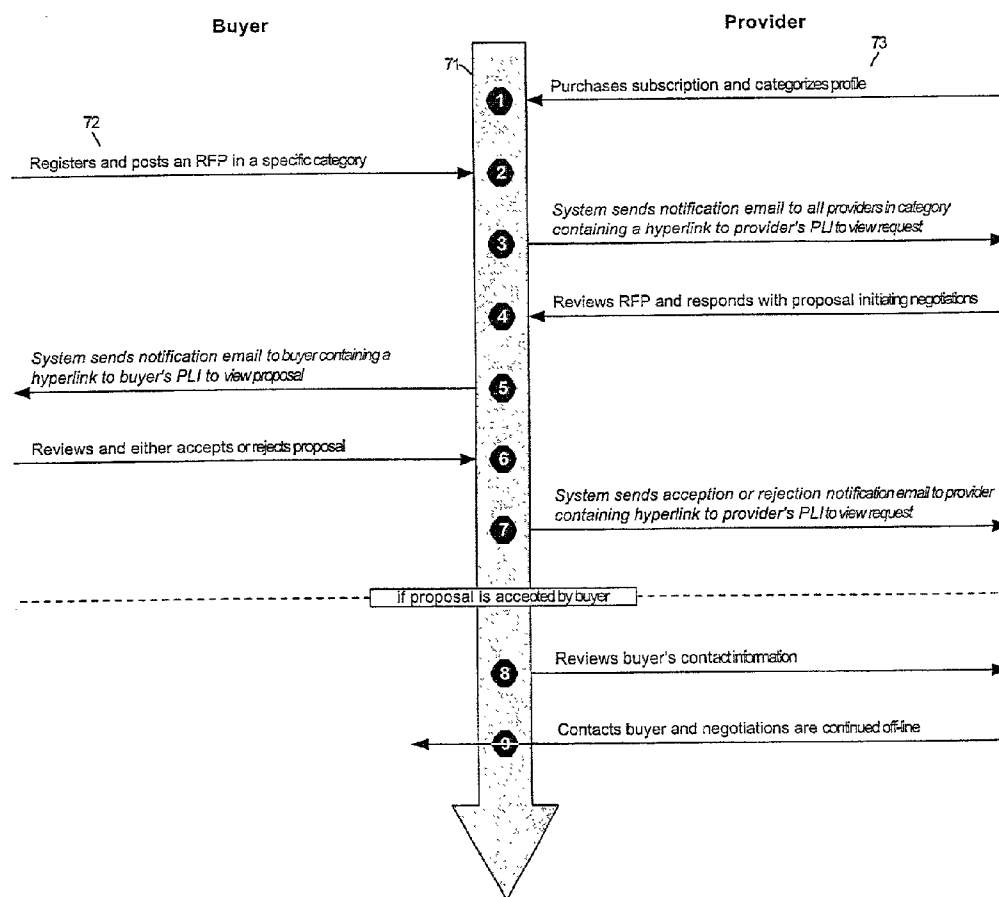 Buyer
Provider
71
73
1
Purchases subscription and categorizes profile
72
Registers and posts an RFP in a specific category
2
System sends notification email to all providers in category
containing a hyperlink to provider's PLI to view request
3
Reviews RFP and responds with proposal initiating negotiations
4
System sends notification email to buyer containing a
hyperlink to buyer's PLI to view proposal
5
Reviews and either accepts or rejects proposal
6
System sends acception or rejection notification email to provider
containing hyperlink to provider's PLI to view request
7
if proposal is accepted by buyer
Reviews buyer's contact information
8
Contacts buyer and negotiations are continued off-line
9